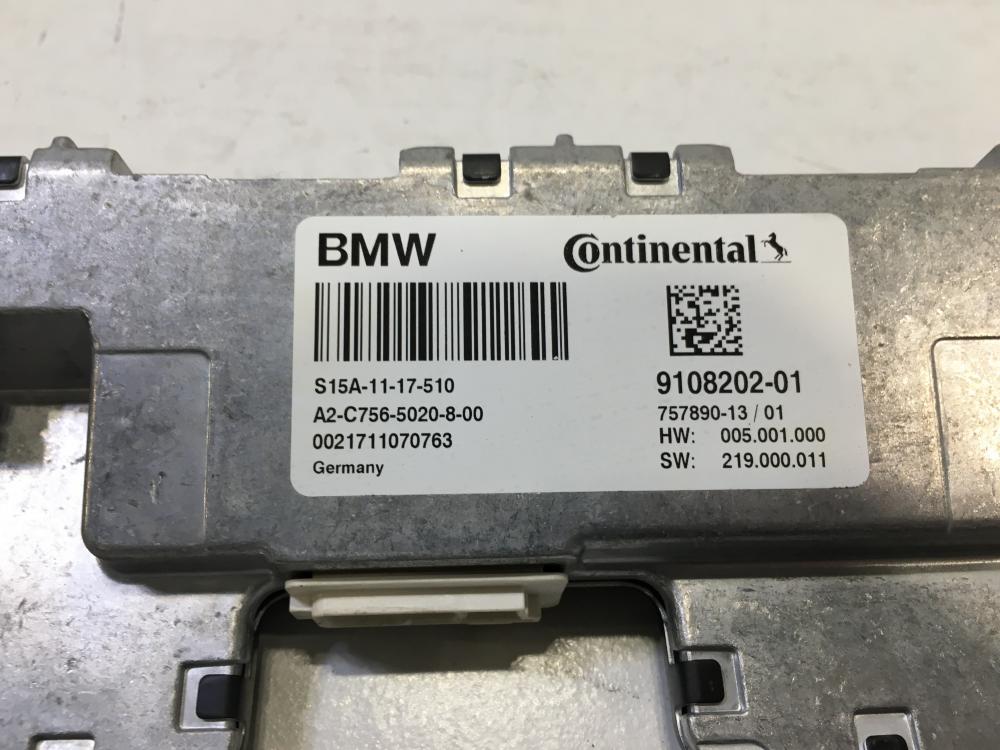 BMW
Continental
S15A-11-17-510
A2-C756-5020-8-00
0021711070763
Germany
9108202-01
757890-13 / 01
HW: 005.001.000
SW: 219.000.011